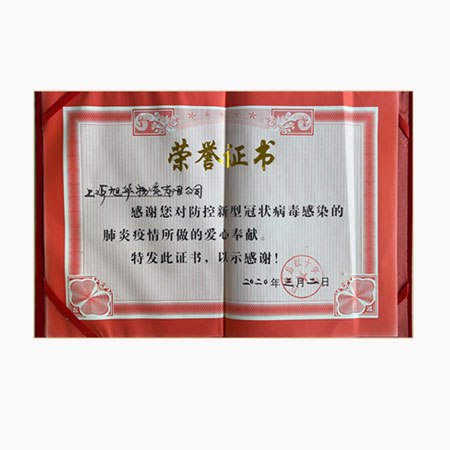 荣誉证书
上海旭华物资有限公司
感谢您对防控新型冠状病毒感染的
肺炎疫情所做的爱心奉献。
特发此证书，以示感谢！
2020年三月二日